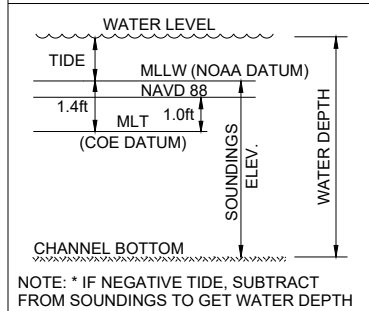 WATER LEVEL
TIDE
MLLW (NOAA DATUM)
NAVD 88
1.4ft
1.0ft
MLT
(COE DATUM)
SOUNDINGS
ELEV.
WATER DEPTH
CHANNEL BOTTOM
NOTE: * IF NEGATIVE TIDE, SUBTRACT
FROM SOUNDINGS TO GET WATER DEPTH